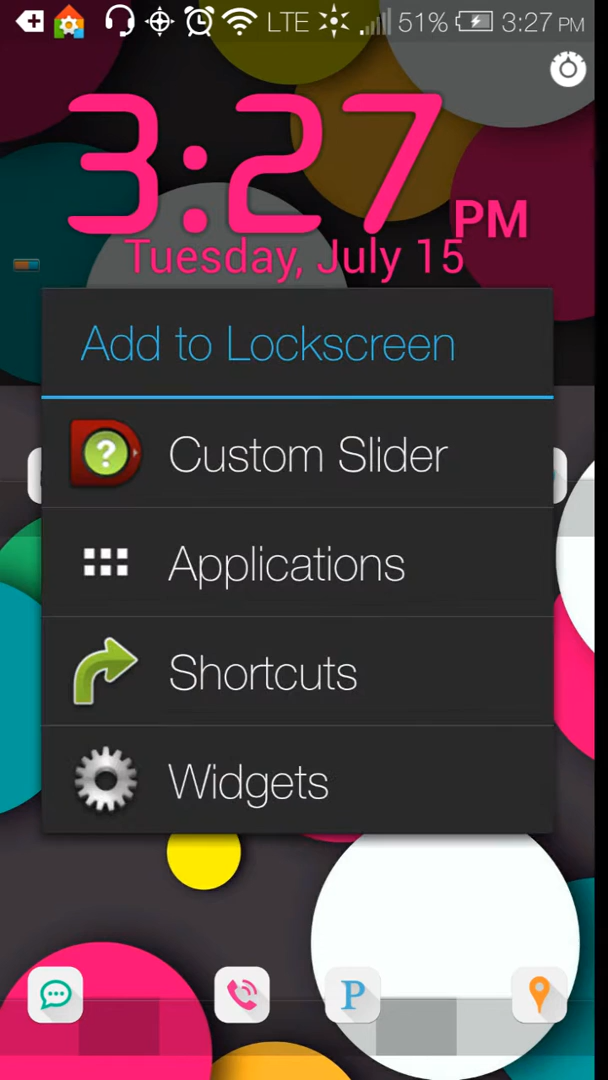 LTE 51% 3:27 PM
3:27 PM
Tuesday, July 15
Add to Lockscreen
? Custom Slider
Applications
Shortcuts
Widgets
P